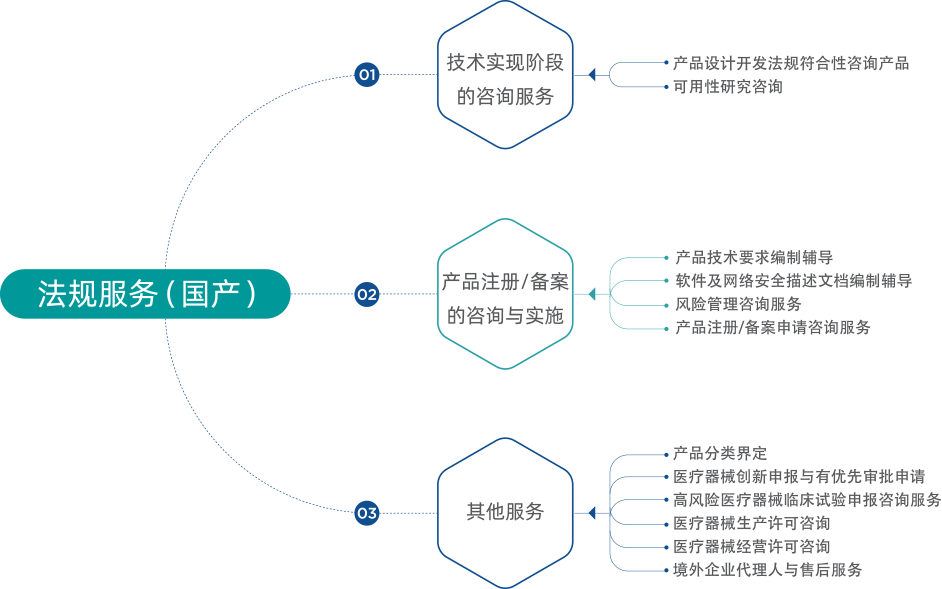 01
技术实现阶段
的咨询服务
产品设计开发法规符合性咨询产品
可用性研究咨询
法规服务(国产)
02
产品注册/备案
的咨询与实施
产品技术要求编制辅导
软件及网络安全描述文档编制辅导
风险管理咨询服务
产品注册/备案申请咨询服务
03
其他服务
产品分类界定
医疗器械创新申报与有优先审批申请
高风险医疗器械临床试验申报咨询服务
医疗器械生产许可咨询
医疗器械经营许可咨询
境外企业代理人与售后服务